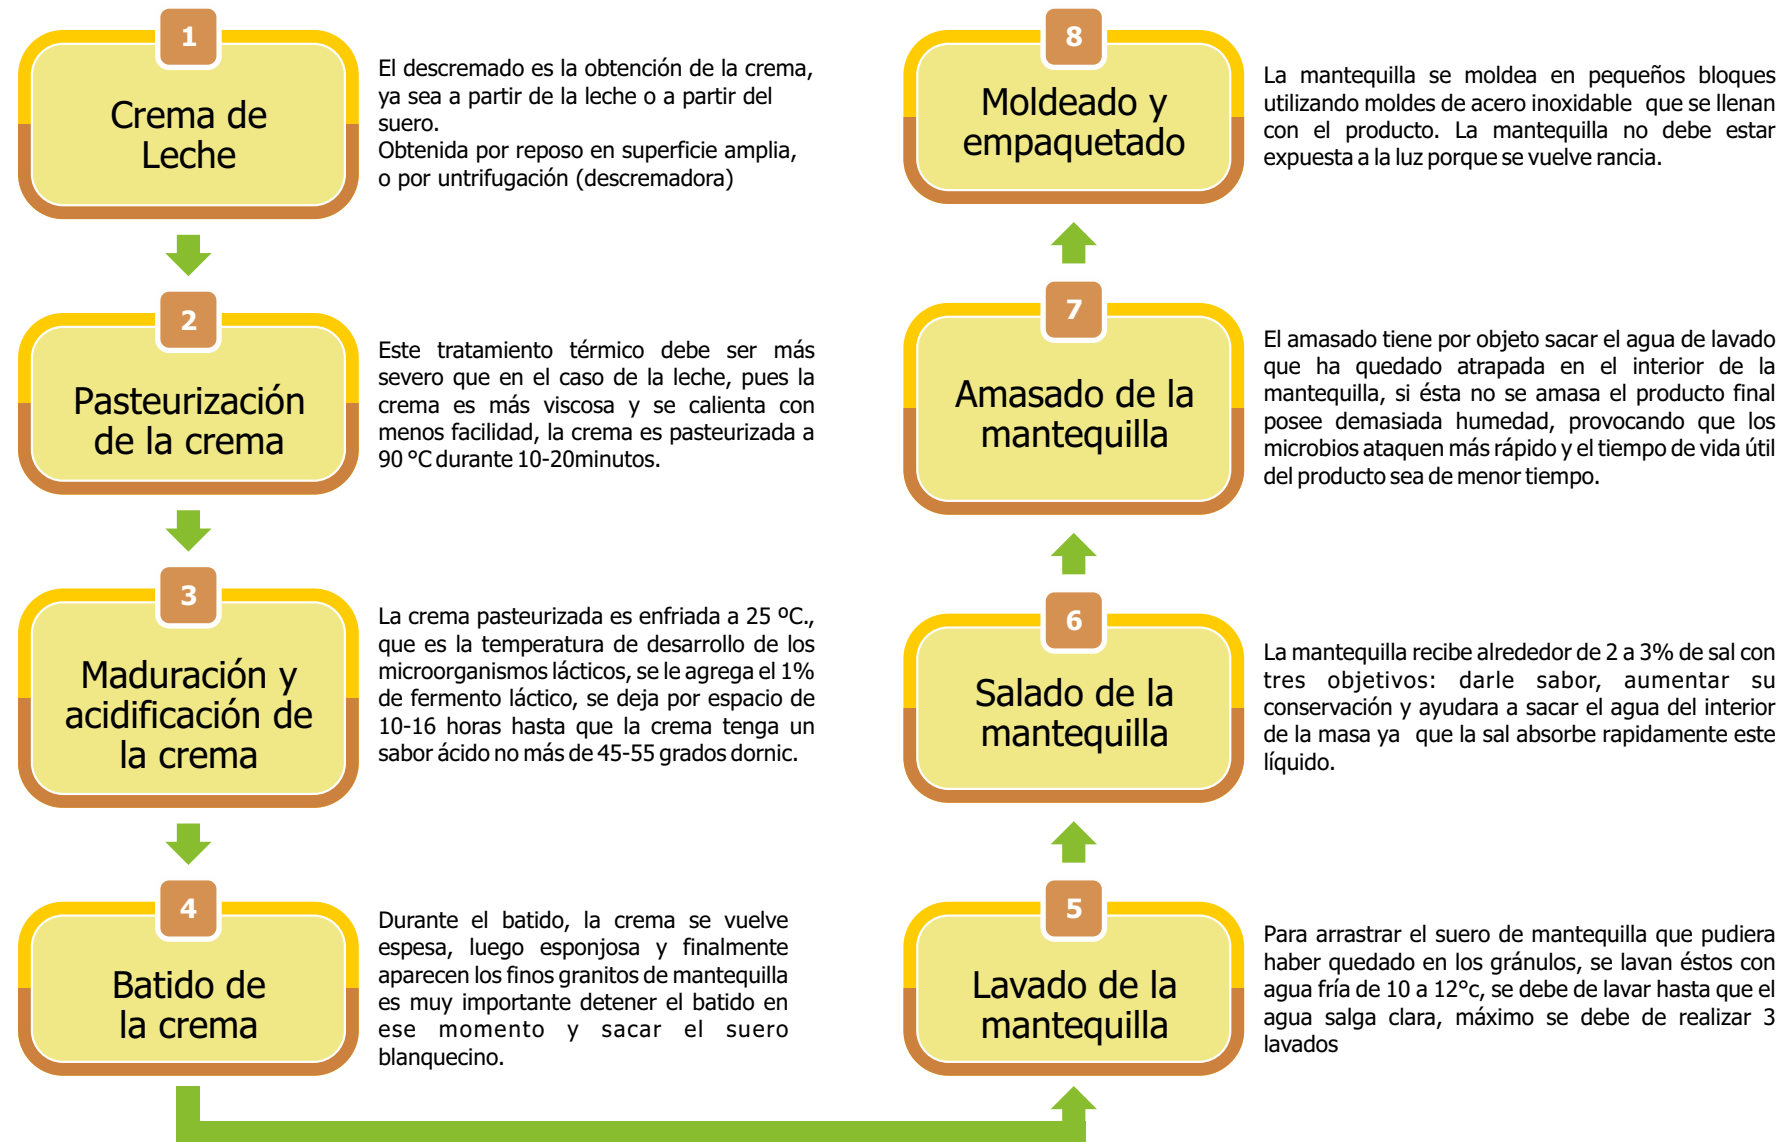 1
Crema de
Leche
El descremado es la obtención de la crema,
ya sea a partir de la leche o a partir del
suero.
Obtenida por reposo en superficie amplia,
o por untrifugación (descremadora)
2
Pasteurización
de la crema
Este tratamiento térmico debe ser más
severo que en el caso de la leche, pues la
crema es más viscosa y se calienta con
menos facilidad, la crema es pasteurizada a
90 °C durante 10-20minutos.
3
Maduración y
acidificación de
la crema
La crema pasteurizada es enfriada a 25 ºC.,
que es la temperatura de desarrollo de los
microorganismos lácticos, se le agrega el 1%
de fermento láctico, se deja por espacio de
10-16 horas hasta que la crema tenga un
sabor ácido no más de 45-55 grados dornic.
4
Batido de
la crema
Durante el batido, la crema se vuelve
espesa, luego esponjosa y finalmente
aparecen los finos granitos de mantequilla
es muy importante detener el batido en
ese momento y sacar el suero
blanquecino.
5
Lavado de la
mantequilla
Para arrastrar el suero de mantequilla que pudiera
haber quedado en los gránulos, se lavan éstos con
agua fría de 10 a 12°c, se debe de lavar hasta que el
agua salga clara, máximo se debe de realizar 3
lavados
6
Salado de la
mantequilla
La mantequilla recibe alrededor de 2 a 3% de sal con
tres objetivos: darle sabor, aumentar su
conservación y ayudara a sacar el agua del interior
de la masa ya que la sal absorbe rapidamente este
líquido.
7
Amasado de la
mantequilla
El amasado tiene por objeto sacar el agua de lavado
que ha quedado atrapada en el interior de la
mantequilla, si ésta no se amasa el producto final
posee demasiada humedad, provocando que los
microbios ataquen más rápido y el tiempo de vida útil
del producto sea de menor tiempo.
8
Moldeado y
empaquetado
La mantequilla se moldea en pequeños bloques
utilizando moldes de acero inoxidable que se llenan
con el producto. La mantequilla no debe estar
expuesta a la luz porque se vuelve rancia.